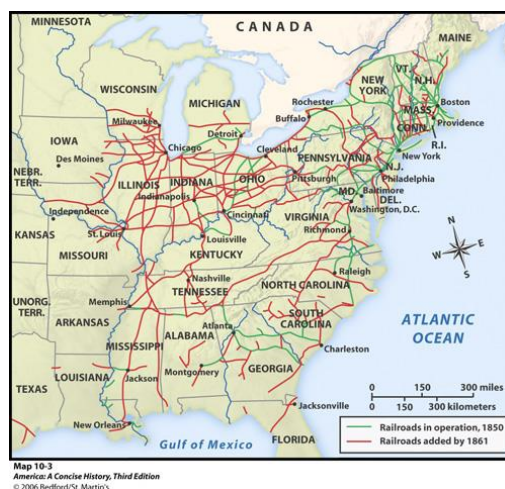 CANADA
MINNESOTA
MAINE
WISCONSIN
MICHIGAN
VT.
N.H.
NEW
YORK
Rochester
Milwaukee
Buffalo
MASS.
Boston
Detroit
CONN.
Providence
R.I.
IOWA
Chicago
Cleveland
PENNSYLVANIA
New York
Des Moines
N.J.
NEBR.
TERR.
ILLINOIS
INDIANA
OHIO
Pittsburgh
Philadelphia
Indianapolis
MD.
Baltimore
DEL.
Washington, D.C.
Independence
Cincinnati
VIRGINIA
St. Louis
Louisville
Richmond
KANSAS
MISSOURI
KENTUCKY
N
W
E
S
Nashville
Raleigh
UNORG.
TERR.
TENNESSEE
NORTH CAROLINA
Memphis
ARKANSAS
SOUTH
CAROLINA
Atlanta
ATLANTIC
OCEAN
MISSISSIPPI
ALABAMA
Charleston
GEORGIA
TEXAS
LOUISIANA
Jackson
Montgomery
0 150 300 miles
0 150 300 kilometers
Jacksonville
New Orleans
Railroads in operation, 1850
Railroads added by 1861
Gulf of Mexico
FLORIDA
Map 10-3
America: A Concise History, Third Edition
© 2006 Bedford/St. Martin's